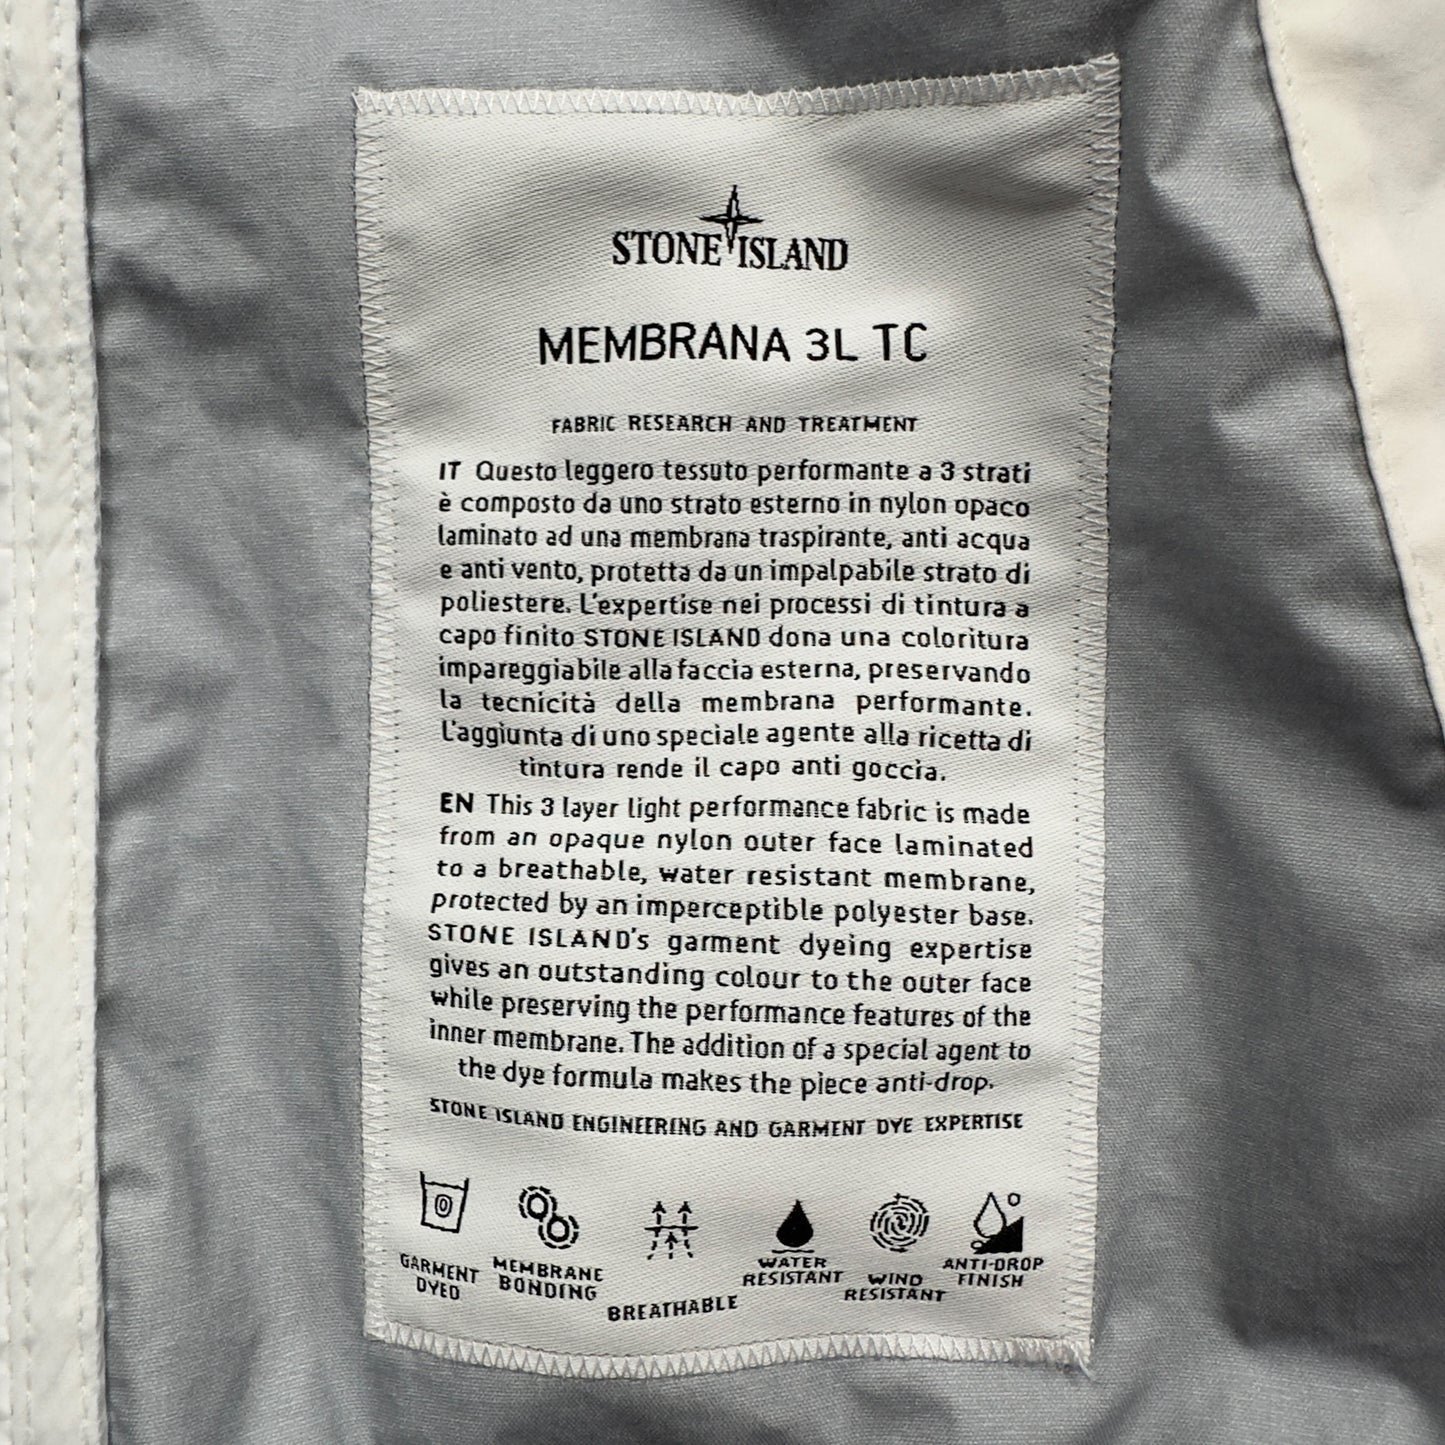 STONE ISLAND
MEMBRANA 3L TC
FABRIC RESEARCH AND TREATMENT
IT Questo leggero tessuto performante a 3 strati
è composto da uno strato esterno in nylon opaco
laminato ad una membrana traspirante, anti acqua
e anti vento, protetta da un impalpabile strato di
poliestere. L'expertise nei processi di tintura a
capo finito STONE ISLAND dona una coloritura
impareggiabile alla faccia esterna, preservando
la tecnicità della membrana performante.
L'aggiunta di uno speciale agente alla ricetta di
tintura rende il capo anti goccia.
EN This 3 layer light performance fabric is made
from an opaque nylon outer face laminated
to a breathable, water resistant membrane,
protected by an imperceptible polyester base.
STONE ISLAND's garment dyeing expertise
gives an outstanding colour to the outer face
while preserving the performance features of the
inner membrane. The addition of a special agent to
the dye formula makes the piece anti-drop.
STONE ISLAND ENGINEERING AND GARMENT DYE EXPERTISE
GARMENT
DYED
MEMBRANE
BONDING
BREATHABLE
WATER
RESISTANT
WIND
RESISTANT
ANTI-DROP
FINISH